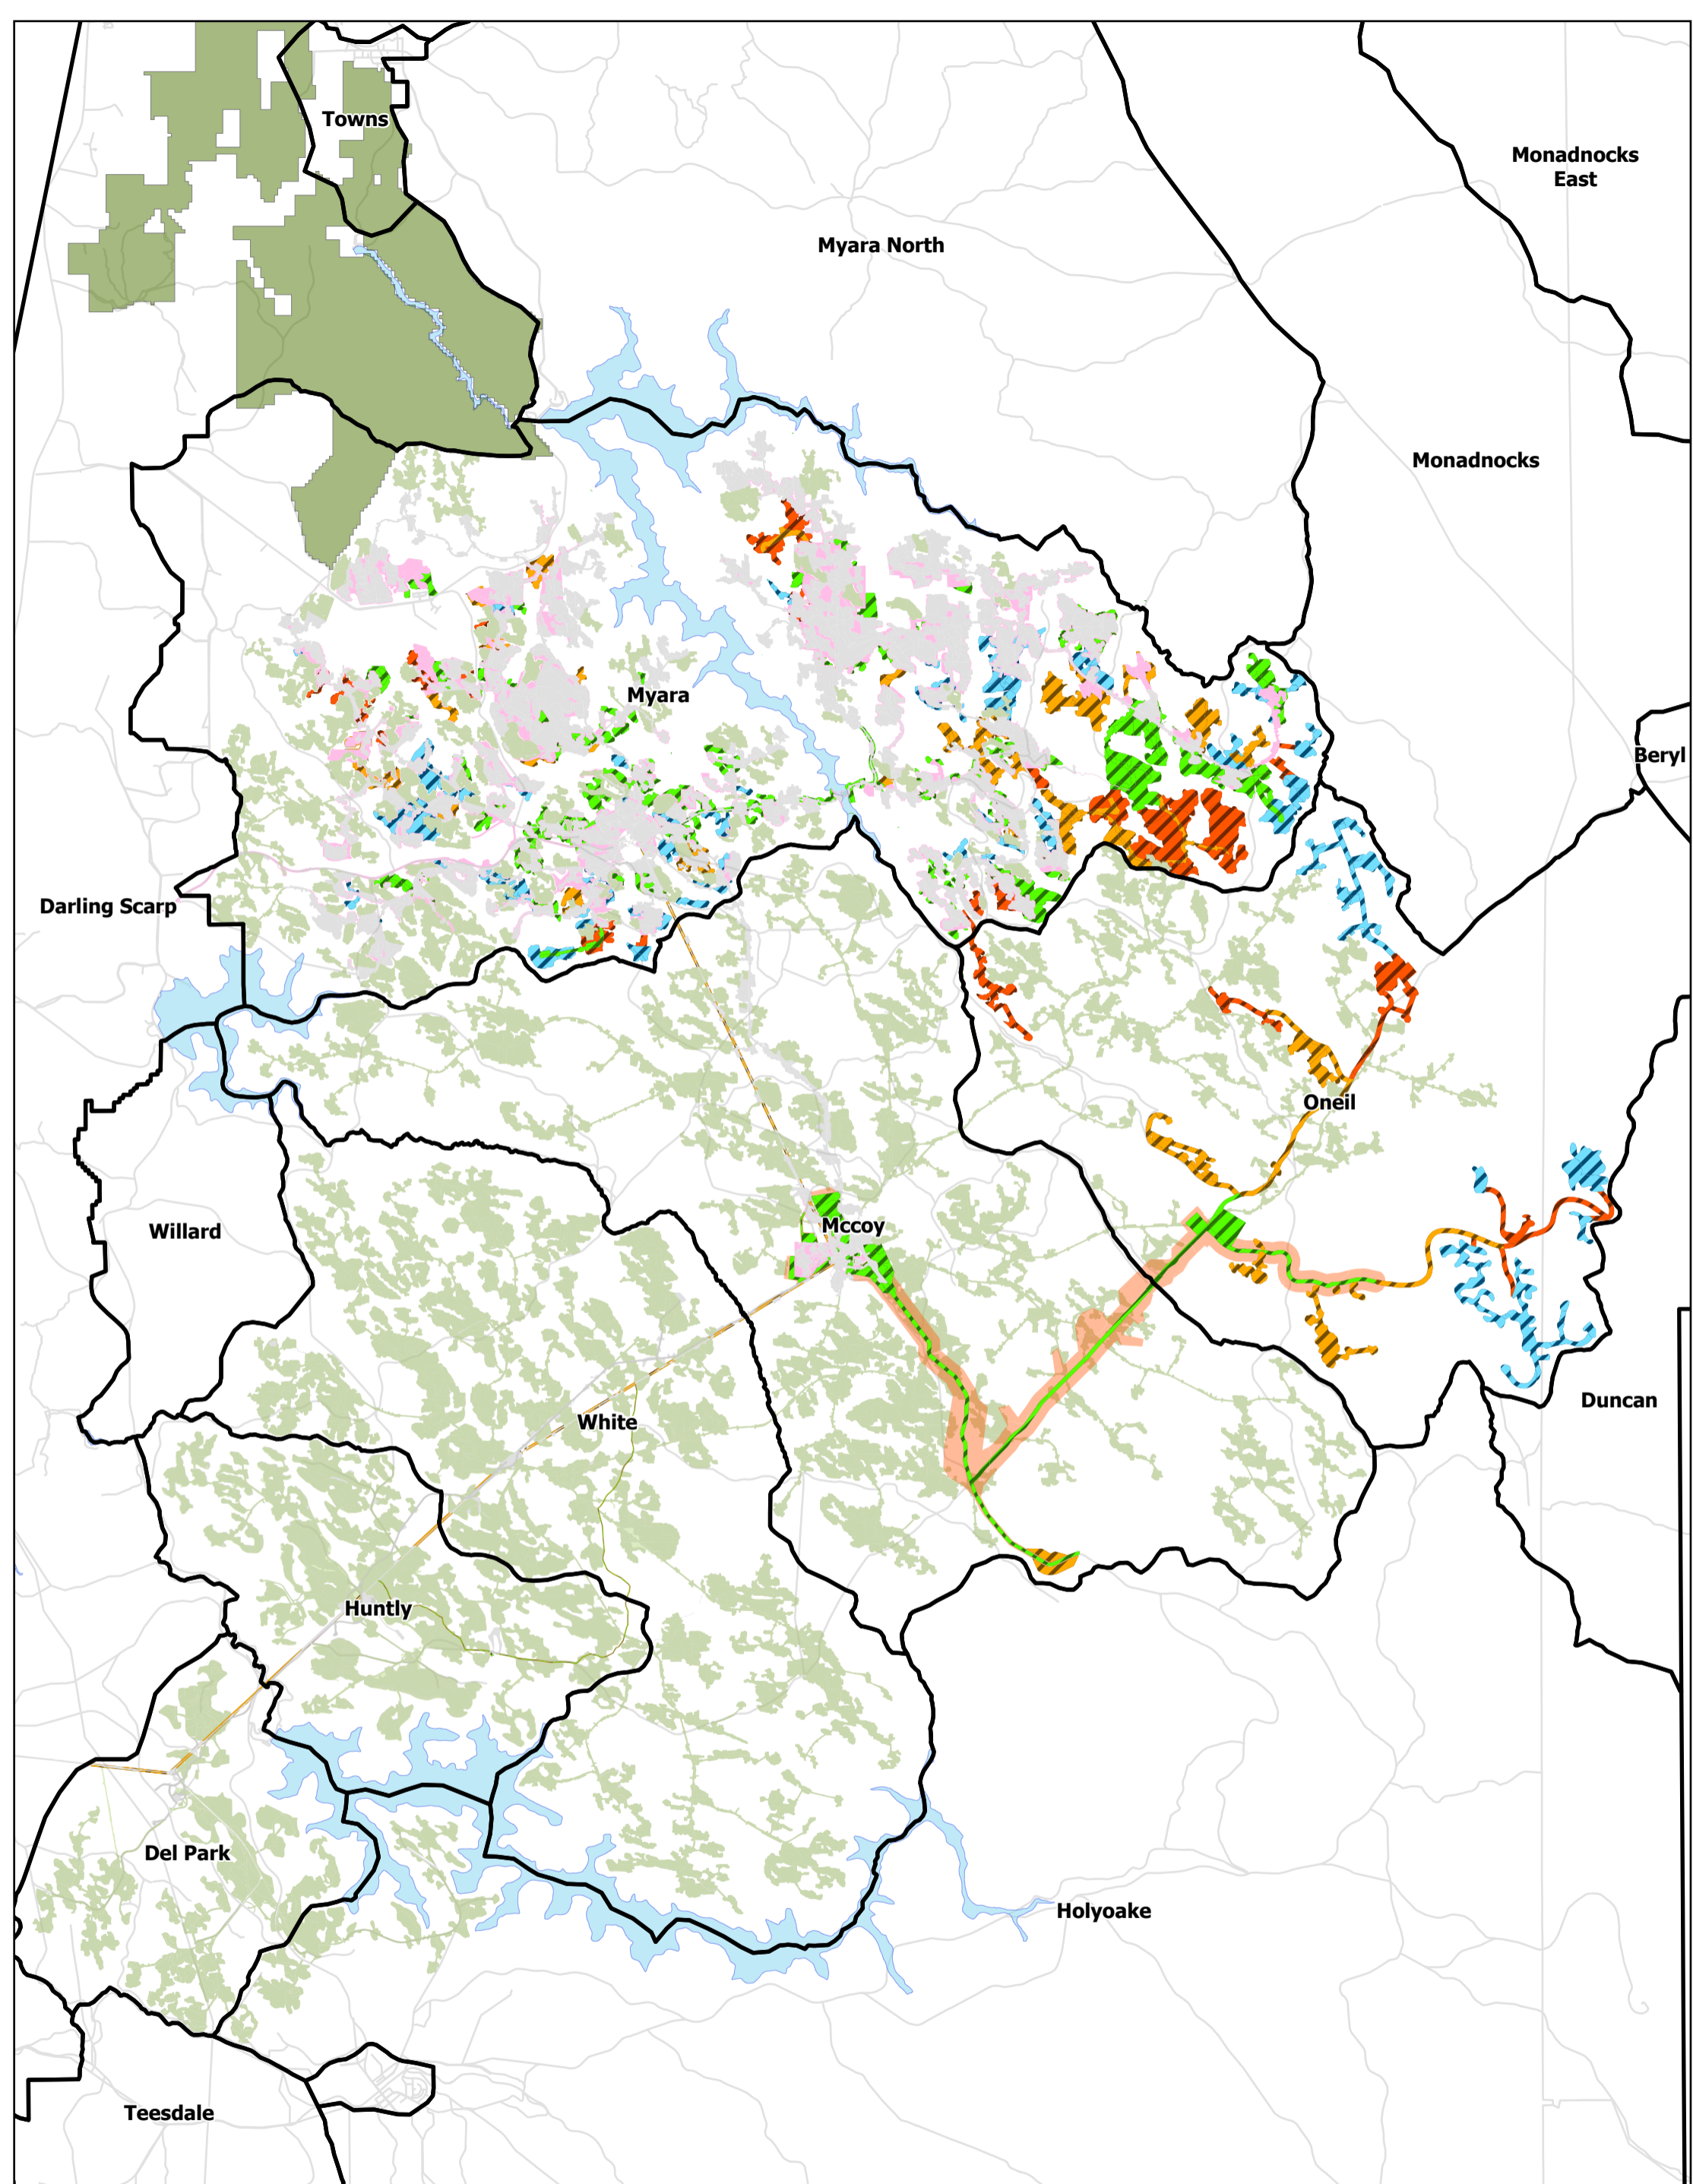 Towns
Monadnocks
East
Myara North
Monadnocks
Myara
Beryl
Darling Scarp
Oneil
Mccoy
Willard
Duncan
White
Huntly
Del Park
Holyoake
Teesdale